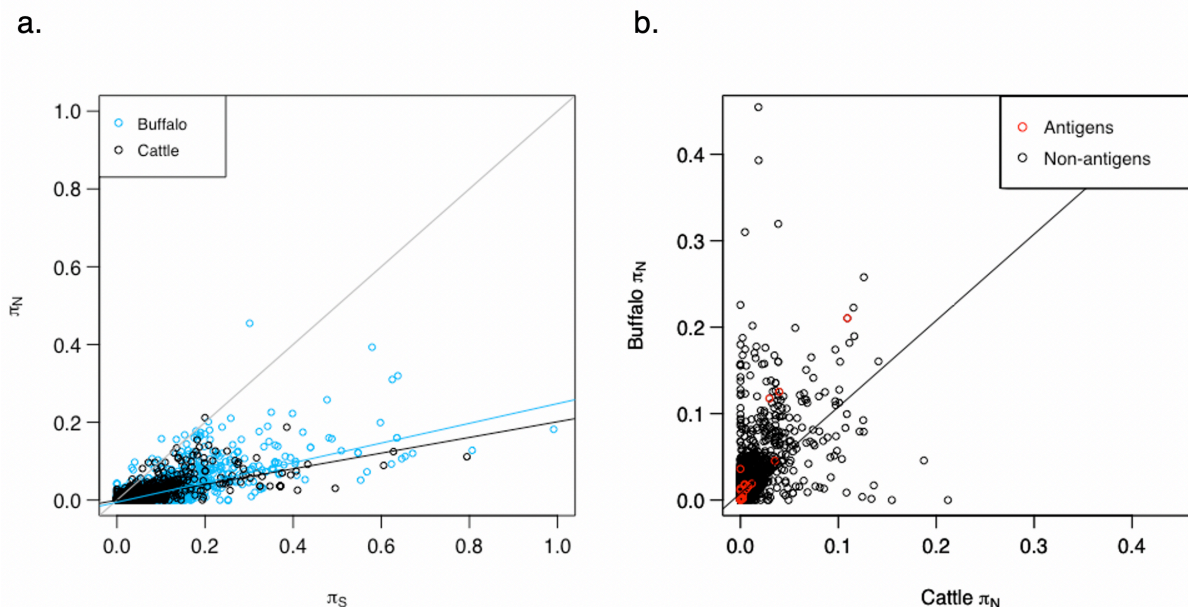 a.
1.0
0.8
0.6
0.4
0.2
0.0
πN
Buffalo
Cattle
0.0 0.2 0.4 0.6 0.8 1.0
πS
b.
0.4
0.3
0.2
0.1
0.0
Buffalo πN
Antigens
Non-antigens
0.0 0.1 0.2 0.3 0.4
Cattle πN